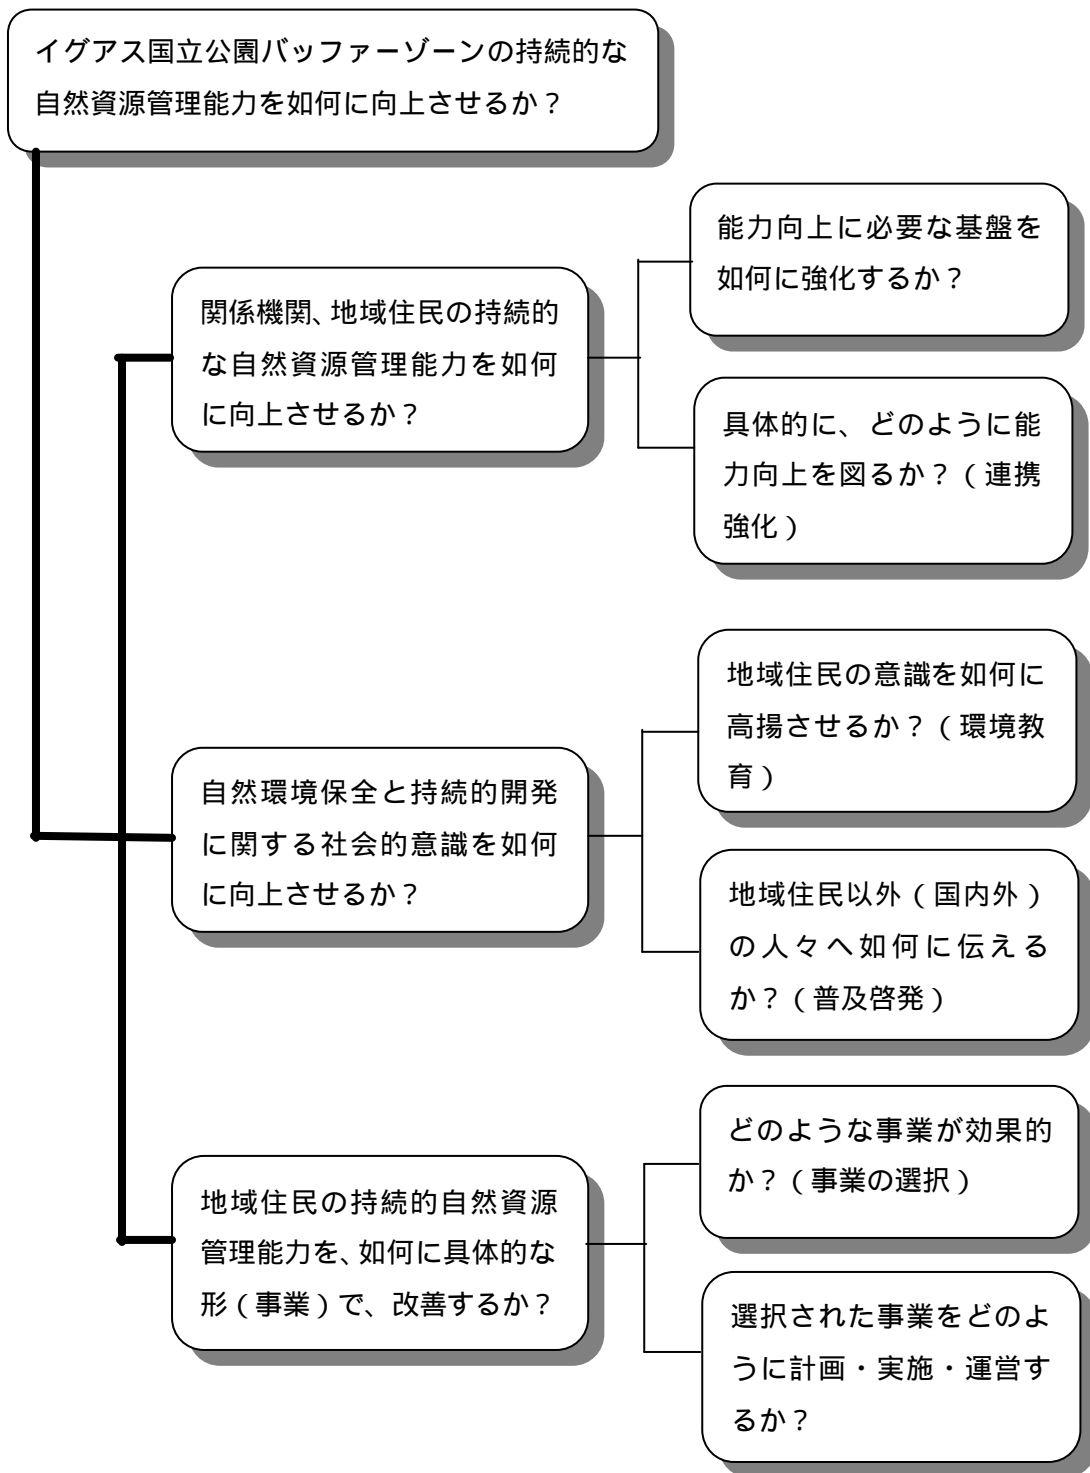 イグアス国立公園バッファーゾーンの持続的な
自然資源管理能力を如何に向上させるか？
能力向上に必要な基盤を
如何に強化するか？
関係機関、地域住民の持続的
な自然資源管理能力を如何
に向上させるか？
具体的に、どのように能
力向上を図るか？（連携
強化）
地域住民の意識を如何に
高揚させるか？（環境教
育）
自然環境保全と持続的開発
に関する社会的意識を如何
に向上させるか？
地域住民以外（国内外）
の人々へ如何に伝える
か？（普及啓発）
どのような事業が効果的
か？（事業の選択）
地域住民の持続的自然資源
管理能力を、如何に具体的な
形（事業）で、改善するか？
選択された事業をどのよ
うに計画・実施・運営す
るか？